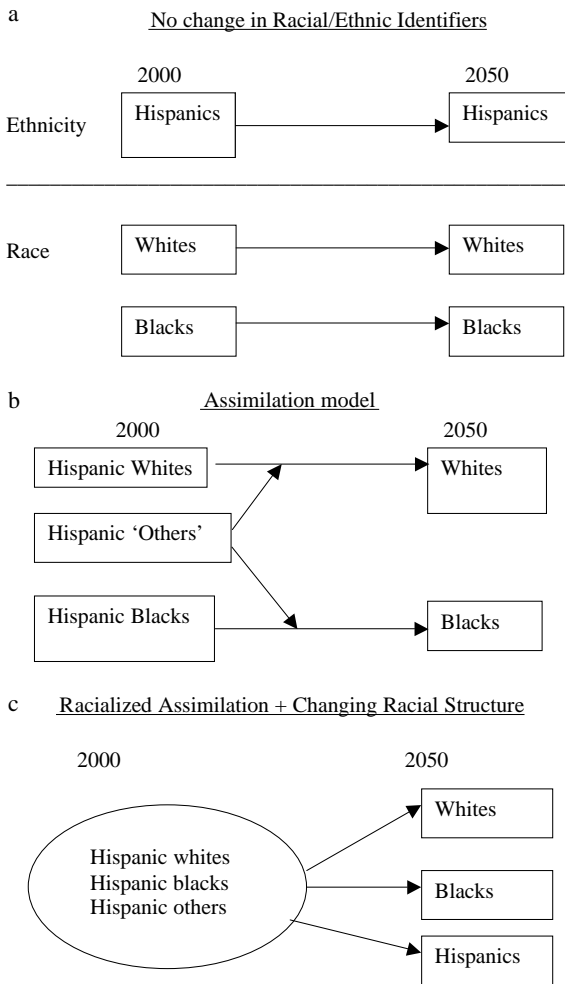 a No change in Racial/Ethnic Identifiers
2000 2050
Hispanics Hispanics
Ethnicity
Whites Whites
Race
Blacks Blacks
b Assimilation model
2000 2050
Hispanic Whites Whites
Hispanic ‘Others’
Hispanic Blacks Blacks
c Racialized Assimilation + Changing Racial Structure
2000 2050
Whites
Hispanic whites
Hispanic blacks Blacks
Hispanic others
Hispanics